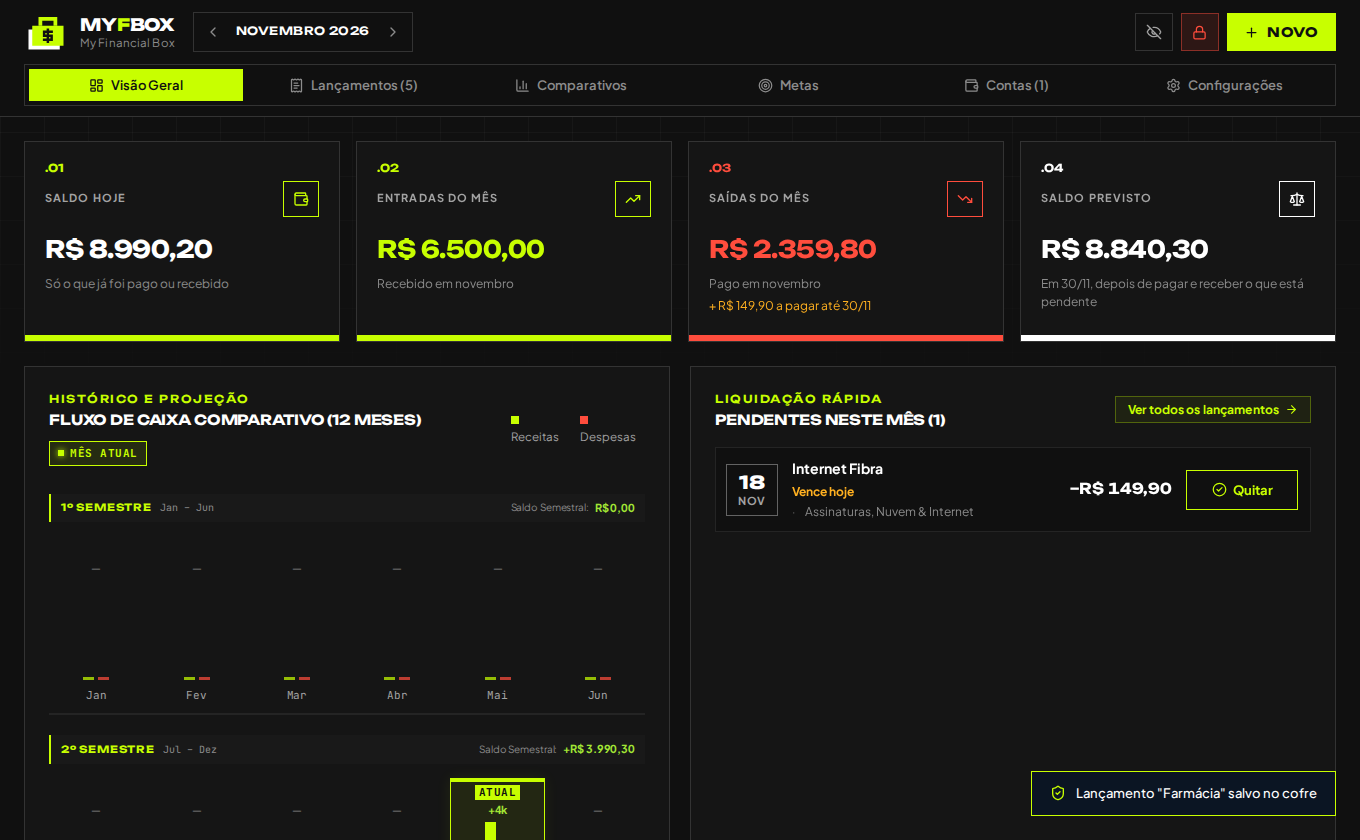 MYFBOX
MyFinancialBox
NOVEMBRO 2026
NOVO
Visão Geral
Lançamentos (5)
Comparativos
Metas
Contas (1)
Configurações
.01
SALDO HOJE
R$ 8.990,20
Só o que já foi pago ou recebido
.02
ENTRADAS DO MÊS
R$ 6.500,00
Recebido em novembro
.03
SAÍDAS DO MÊS
R$ 2.359,80
Pago em novembro
+ R$ 149,90 a pagar até 30/11
.04
SALDO PREVISTO
R$ 8.840,30
Em 30/11, depois de pagar e receber o que está
pendente
HISTÓRICO E PROJEÇÃO
FLUXO DE CAIXA COMPARATIVO (12 MESES)
MÊS ATUAL
Receitas
Despesas
1º SEMESTRE Jan – Jun
Saldo Semestral: R$0,00
– – – – – –
Jan Fev Mar Abr Mai Jun
2º SEMESTRE Jul – Dez
Saldo Semestral: +R$3.990,30
ATUAL
– – – – +4k –
LIQUIDAÇÃO RÁPIDA
PENDENTES NESTE MÊS (1)
Ver todos os lançamentos →
18
NOV
Internet Fibra
Vence hoje
· Assinaturas, Nuvem & Internet
–R$ 149,90
Quitar
Lançamento "Farmácia" salvo no cofre